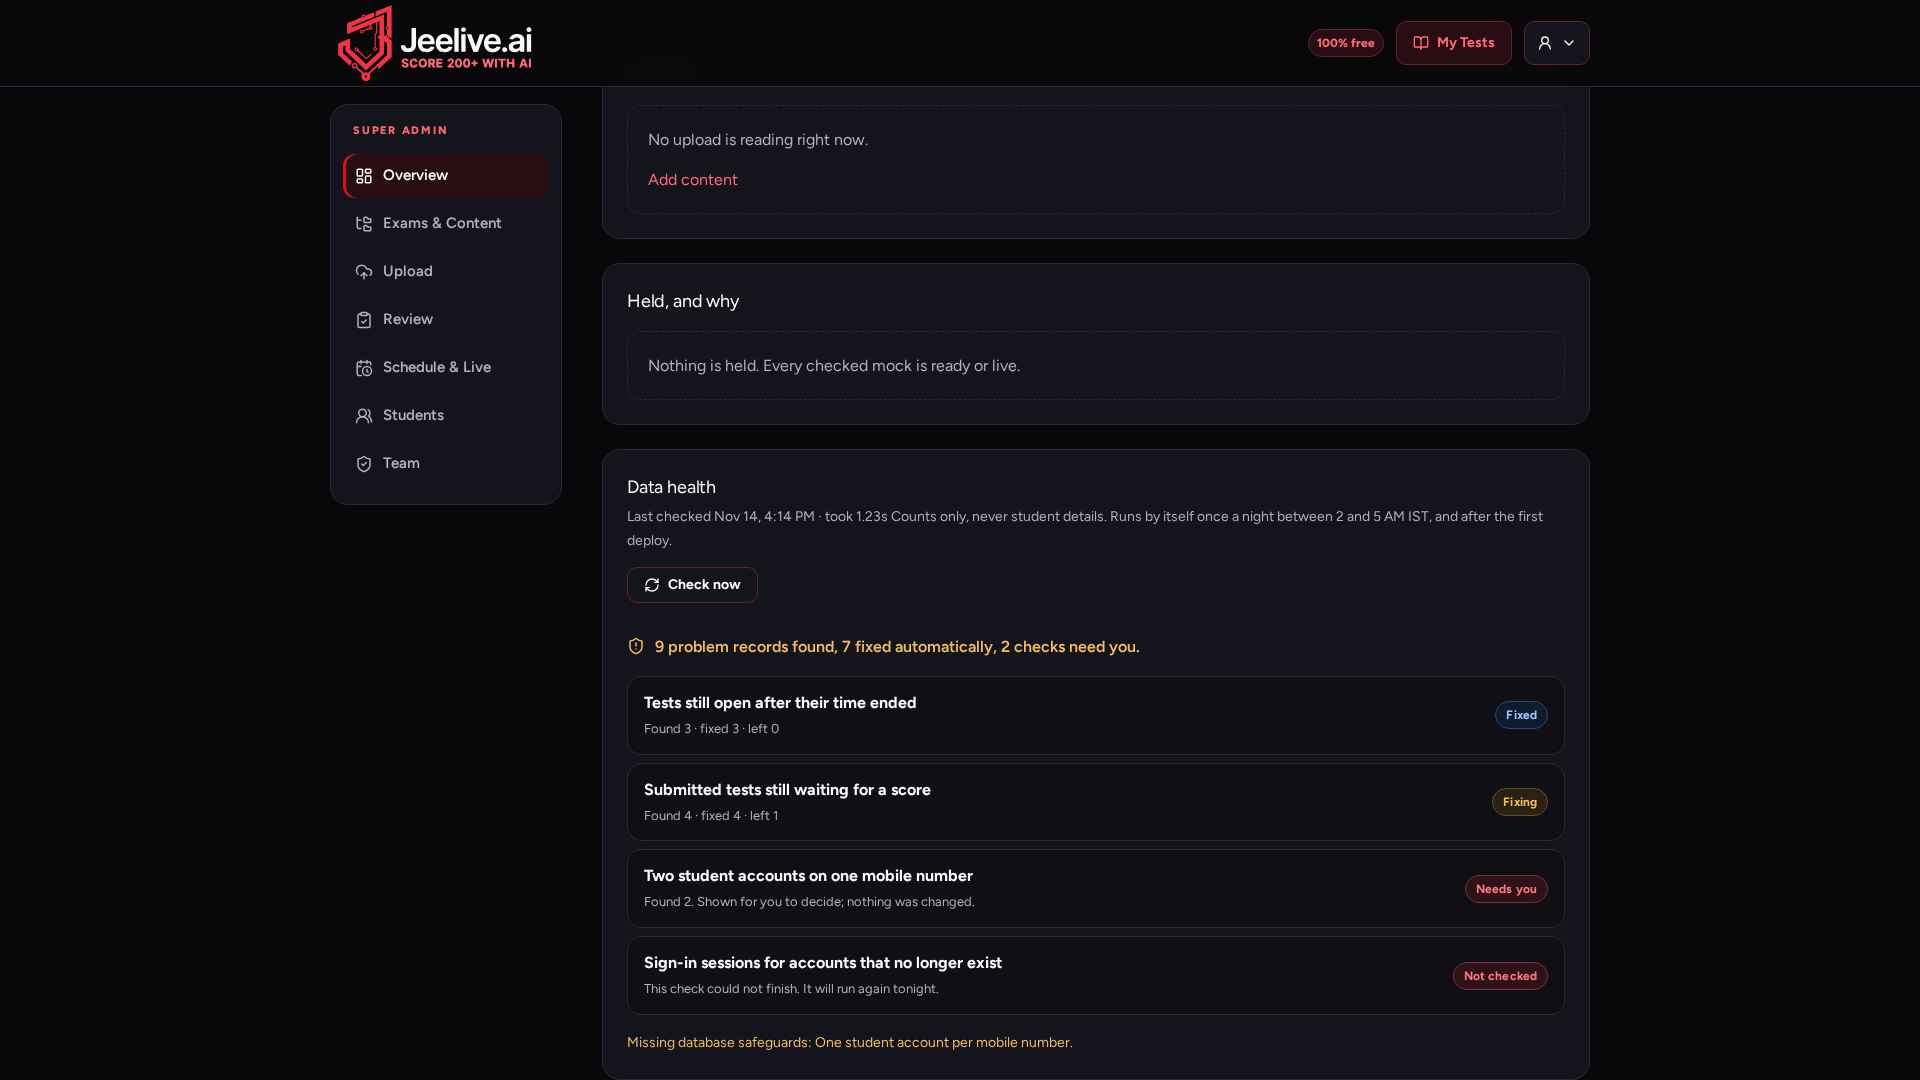 Jeelive.ai
SCORE 200+ WITH AI
100% free
My Tests
SUPER ADMIN
Overview
Exams & Content
Upload
Review
Schedule & Live
Students
Team
No upload is reading right now.
Add content
Held, and why
Nothing is held. Every checked mock is ready or live.
Data health
Last checked Nov 14, 4:14 PM · took 1.23s Counts only, never student details. Runs by itself once a night between 2 and 5 AM IST, and after the first
deploy.
Check now
9 problem records found, 7 fixed automatically, 2 checks need you.
Tests still open after their time ended
Found 3 · fixed 3 · left 0
Fixed
Submitted tests still waiting for a score
Found 4 · fixed 4 · left 1
Fixing
Two student accounts on one mobile number
Found 2. Shown for you to decide; nothing was changed.
Needs you
Sign-in sessions for accounts that no longer exist
This check could not finish. It will run again tonight.
Not checked
Missing database safeguards: One student account per mobile number.